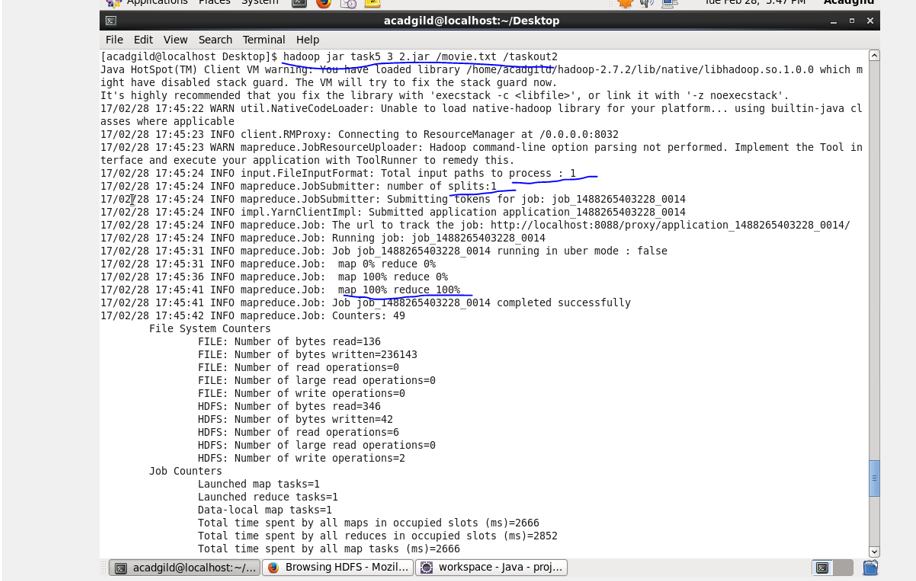 Applications Places System Tue Feb 28, 5:47 PM Acadgild
acadgild@localhost:~/Desktop
File Edit View Search Terminal Help
[acadgild@localhost Desktop]$ hadoop jar task5 3 2.jar /movie.txt /taskout2
Java HotSpot(TM) Client VM warning: You have loaded library /home/acadgild/hadoop-2.7.2/lib/native/libhadoop.so.1.0.0 which m
ight have disabled stack guard. The VM will try to fix the stack guard now.
It's highly recommended that you fix the library with 'execstack -c <libfile>', or link it with '-z noexecstack'.
17/02/28 17:45:22 WARN util.NativeCodeLoader: Unable to load native-hadoop library for your platform... using builtin-java cl
asses where applicable
17/02/28 17:45:23 INFO client.RMProxy: Connecting to ResourceManager at /0.0.0.0:8032
17/02/28 17:45:23 WARN mapreduce.JobResourceUploader: Hadoop command-line option parsing not performed. Implement the Tool in
terface and execute your application with ToolRunner to remedy this.
17/02/28 17:45:24 INFO input.FileInputFormat: Total input paths to process : 1
17/02/28 17:45:24 INFO mapreduce.JobSubmitter: number of splits:1
17/02/28 17:45:24 INFO mapreduce.JobSubmitter: Submitting tokens for job: job_1488265403228_0014
17/02/28 17:45:24 INFO impl.YarnClientImpl: Submitted application application_1488265403228_0014
17/02/28 17:45:24 INFO mapreduce.Job: The url to track the job: http://localhost:8088/proxy/application_1488265403228_0014/
17/02/28 17:45:24 INFO mapreduce.Job: Running job: job_1488265403228_0014
17/02/28 17:45:31 INFO mapreduce.Job: Job job_1488265403228_0014 running in uber mode : false
17/02/28 17:45:31 INFO mapreduce.Job:  map 0% reduce 0%
17/02/28 17:45:36 INFO mapreduce.Job:  map 100% reduce 0%
17/02/28 17:45:41 INFO mapreduce.Job:  map 100% reduce 100%
17/02/28 17:45:41 INFO mapreduce.Job: Job job_1488265403228_0014 completed successfully
17/02/28 17:45:42 INFO mapreduce.Job: Counters: 49
File System Counters
FILE: Number of bytes read=136
FILE: Number of bytes written=236143
FILE: Number of read operations=0
FILE: Number of large read operations=0
FILE: Number of write operations=0
HDFS: Number of bytes read=346
HDFS: Number of bytes written=42
HDFS: Number of read operations=6
HDFS: Number of large read operations=0
HDFS: Number of write operations=2
Job Counters
Launched map tasks=1
Launched reduce tasks=1
Data-local map tasks=1
Total time spent by all maps in occupied slots (ms)=2666
Total time spent by all reduces in occupied slots (ms)=2852
Total time spent by all map tasks (ms)=2666
acadgild@localhost:~/... Browsing HDFS - Mozil... workspace - Java - proj...